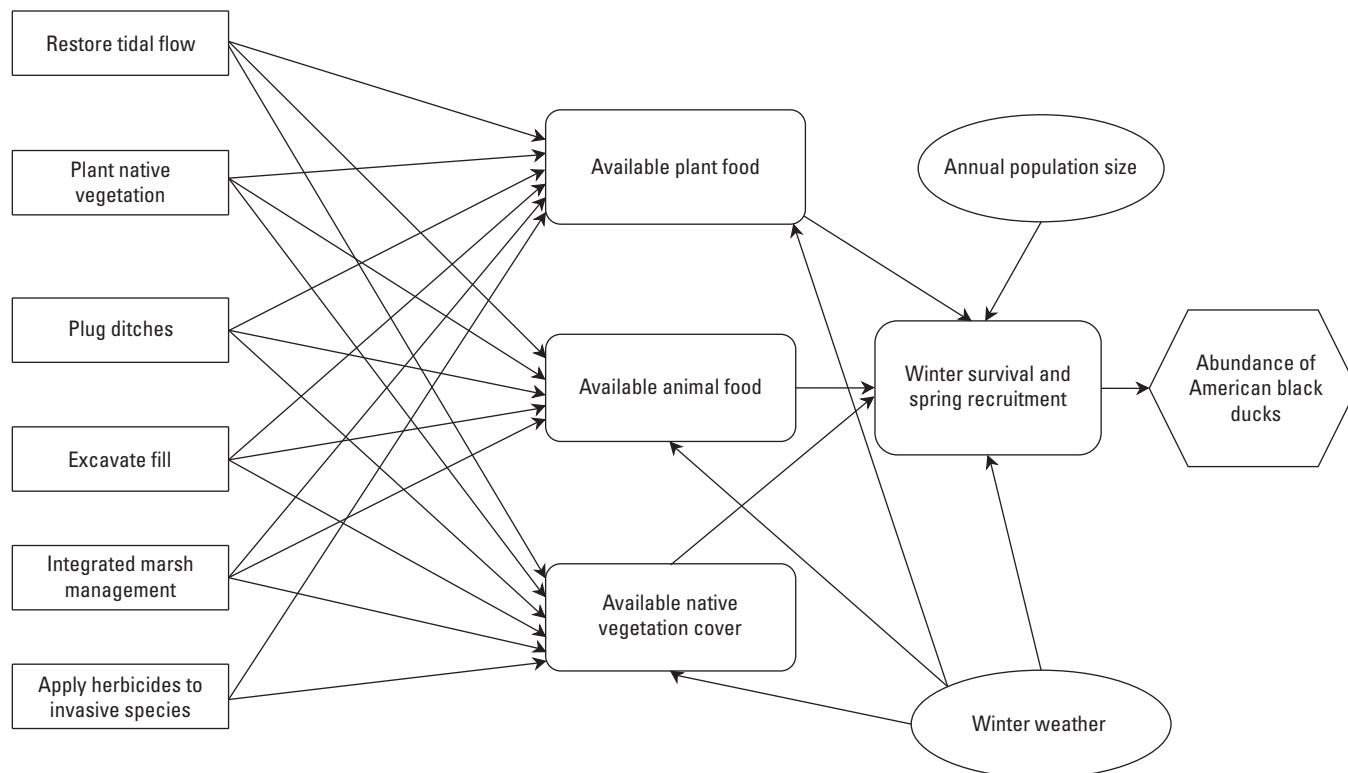 Restore tidal flow
Plant native
vegetation
Plug ditches
Excavate fill
Integrated marsh
management
Apply herbicides to
invasive species
Available plant food
Available animal food
Available native
vegetation cover
Annual population size
Winter survival and
spring recruitment
Winter weather
Abundance of
American black
ducks